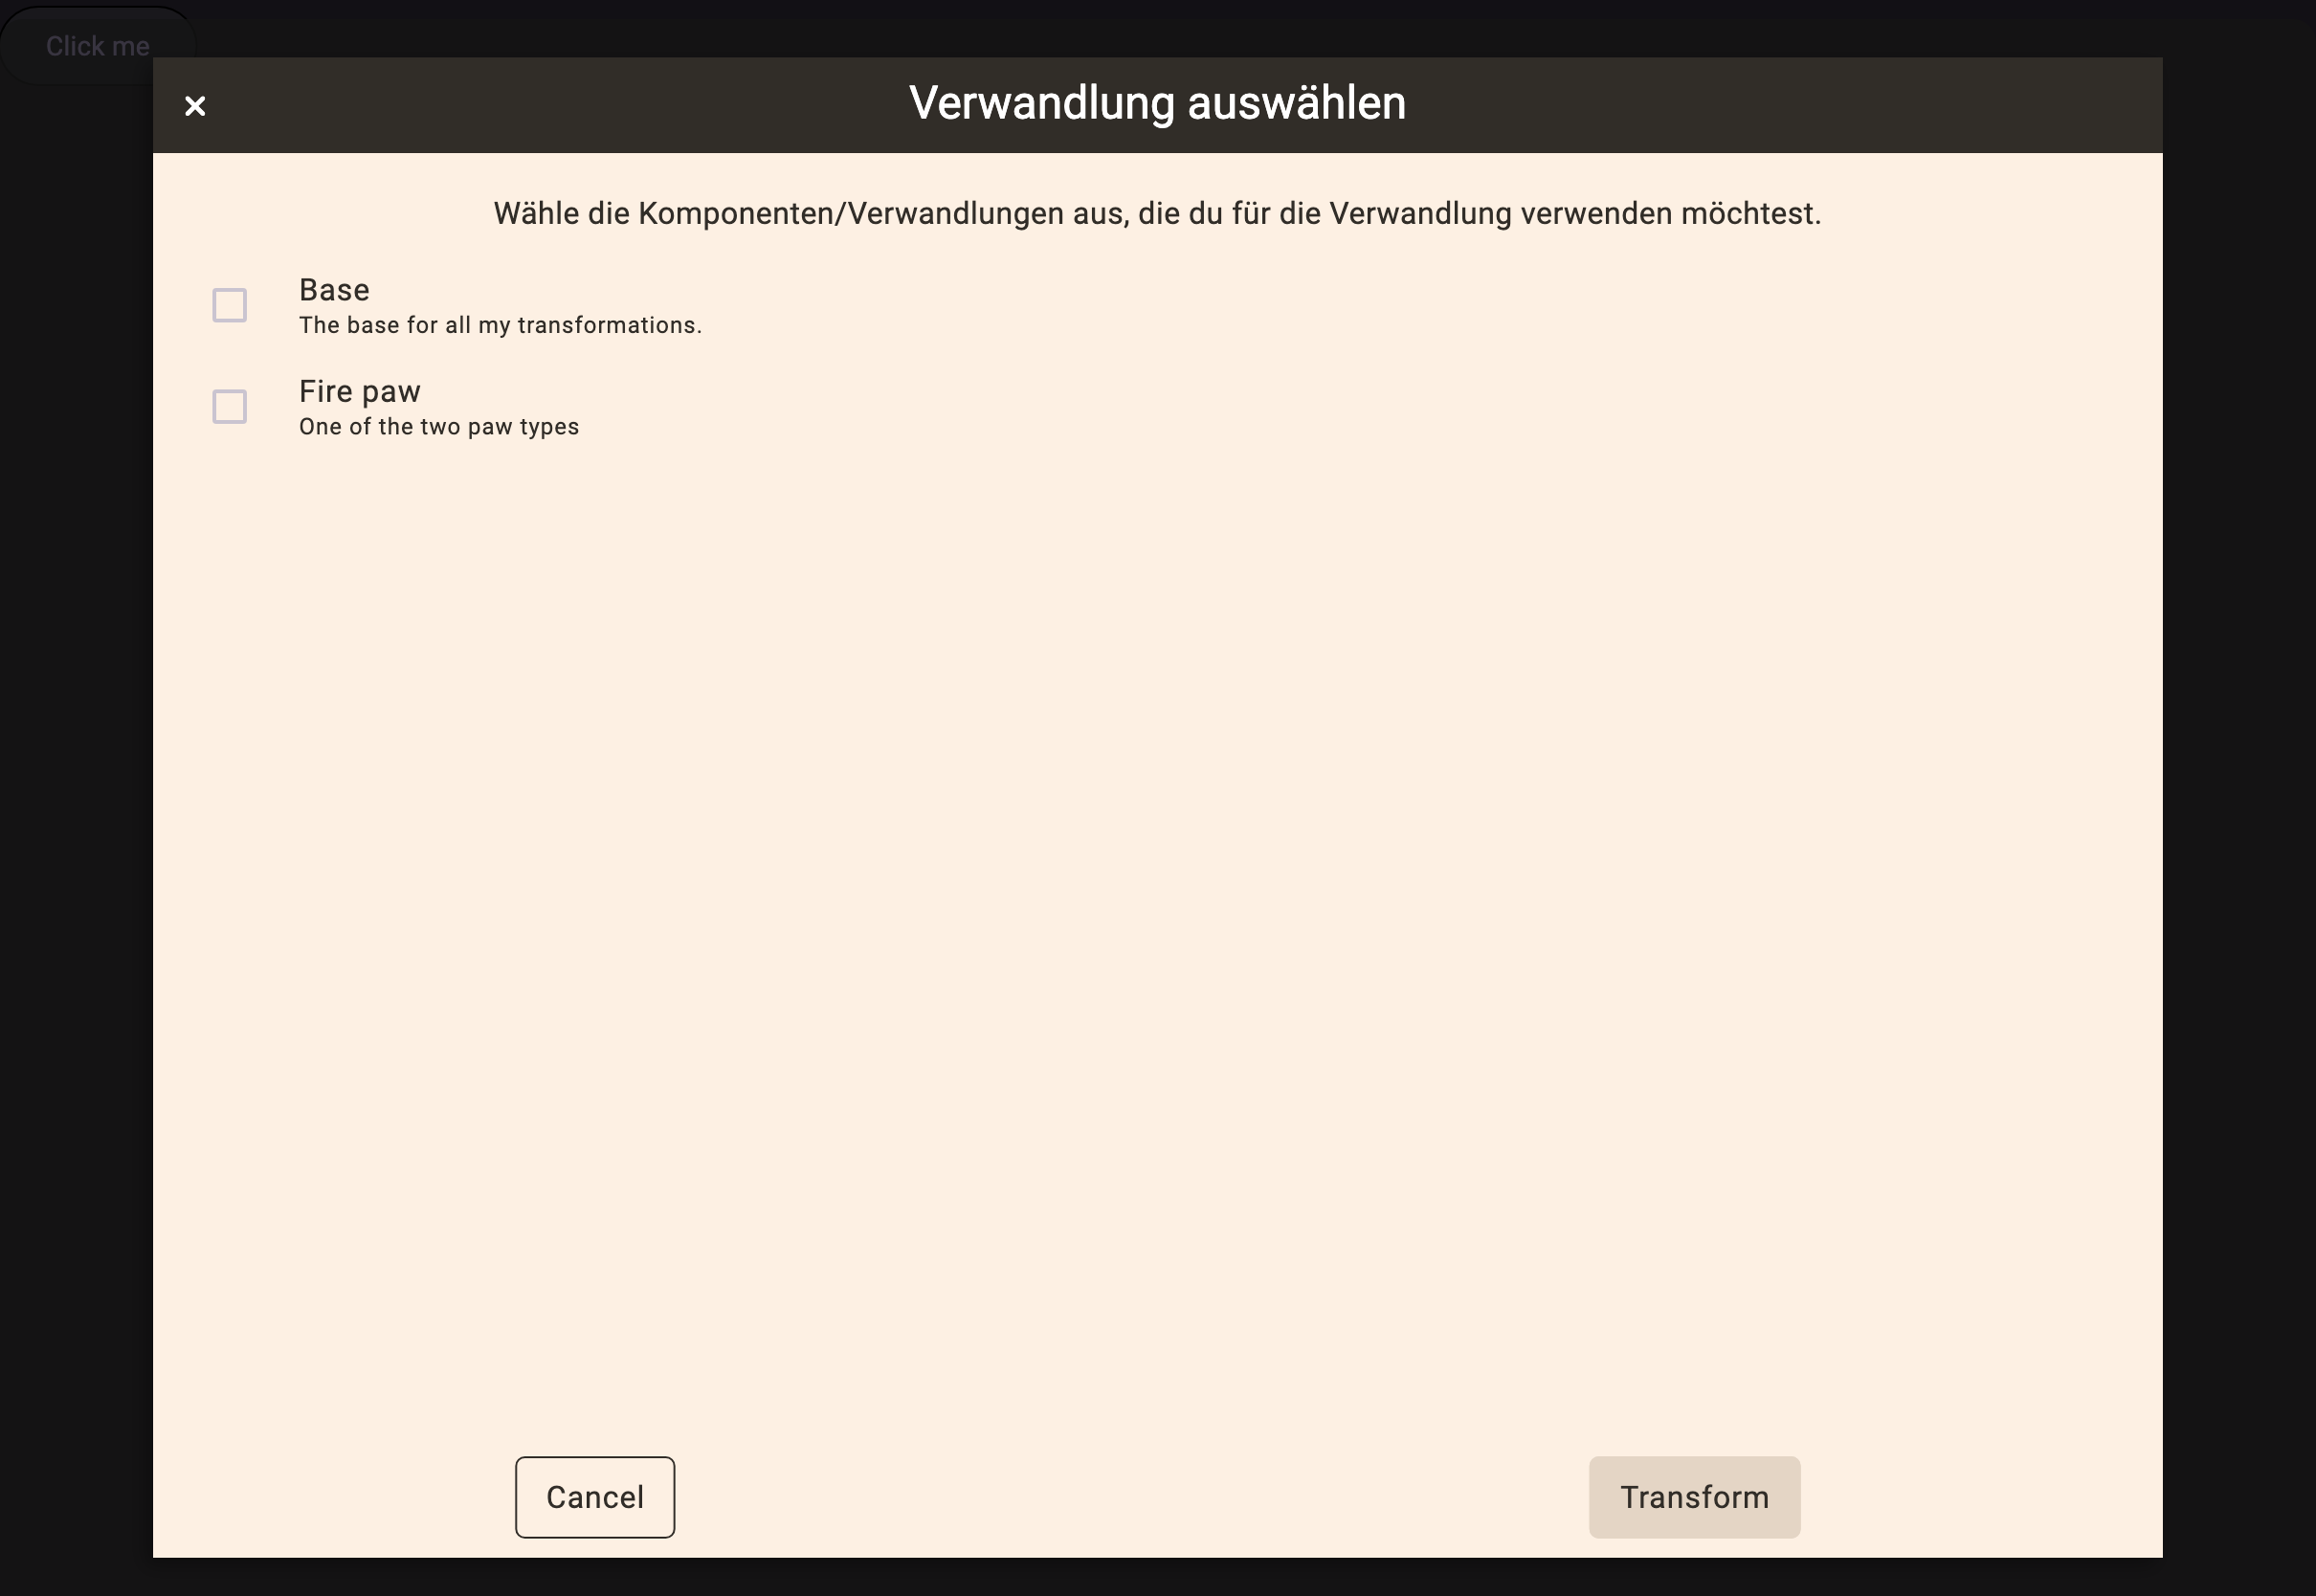 Click me
Verwandlung auswählen
Wähle die Komponenten/Verwandlungen aus, die du für die Verwandlung verwenden möchtest.
Base
The base for all my transformations.
Fire paw
One of the two paw types
Cancel
Transform